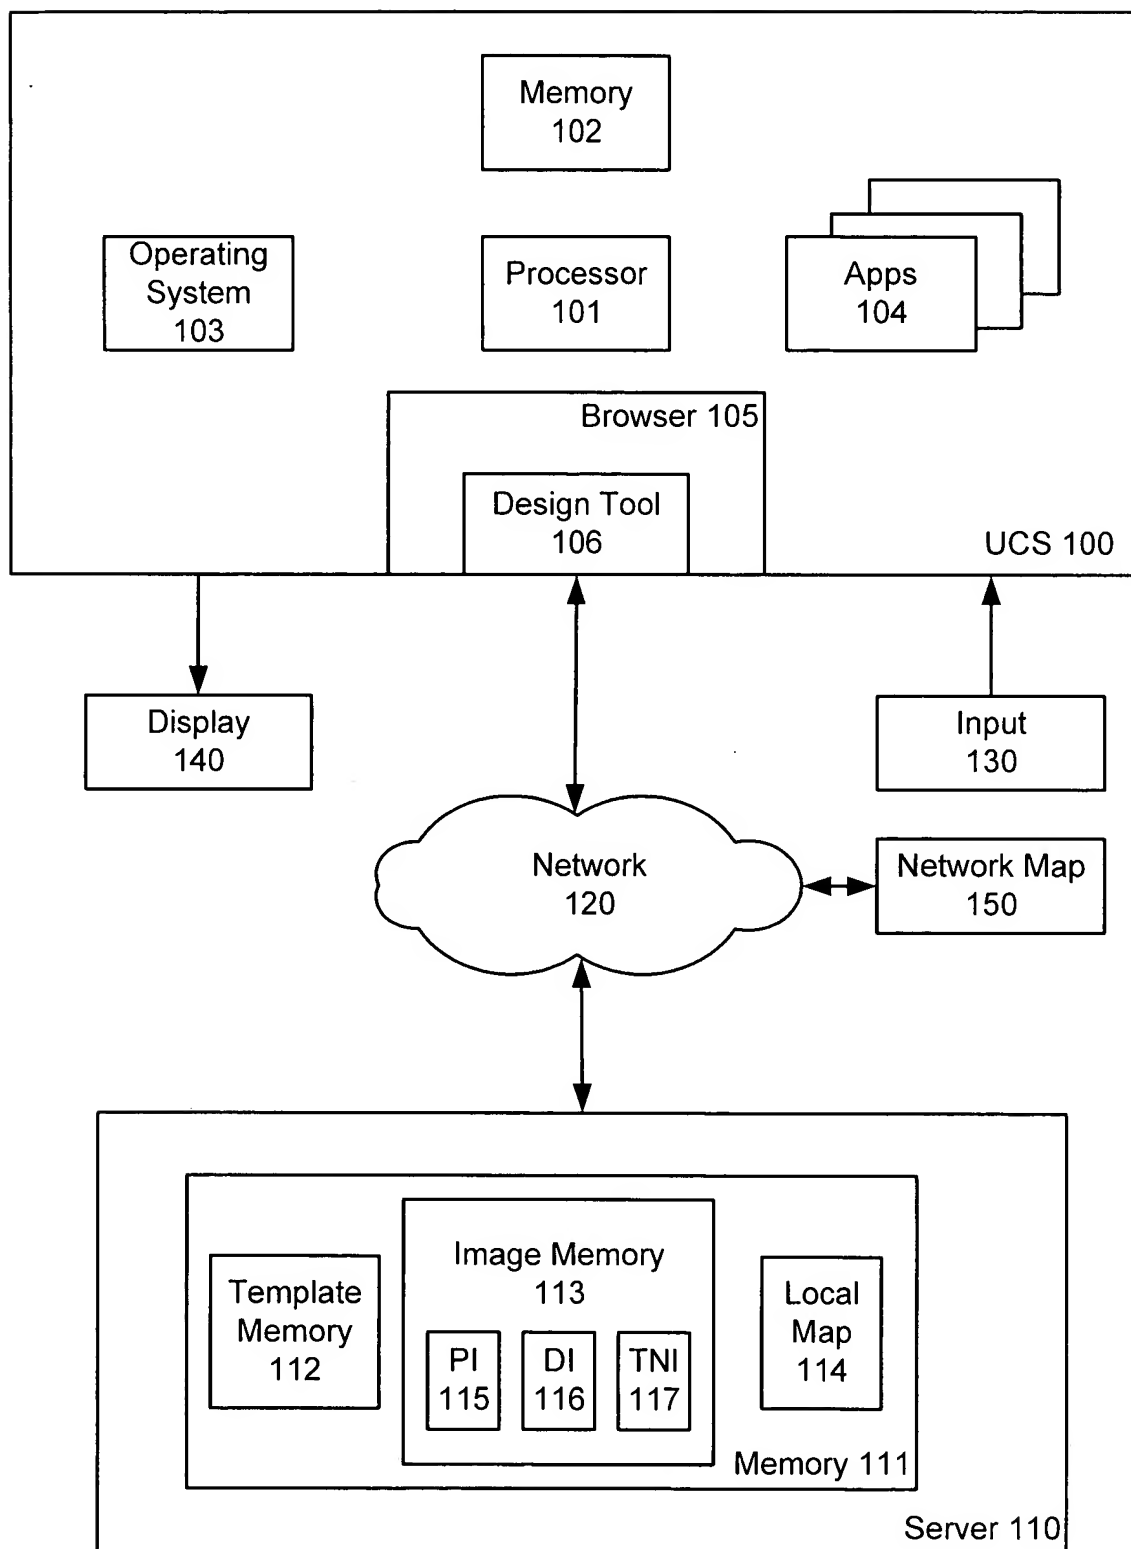 Memory
102
Operating
System
103
Processor
101
Apps
104
Browser 105
Design Tool
106
UCS 100
Display
140
Input
130
Network
120
Network Map
150
Template
Memory
112
Image Memory
113
PI
115
DI
116
TNI
117
Local
Map
114
Memory 111
Server 110